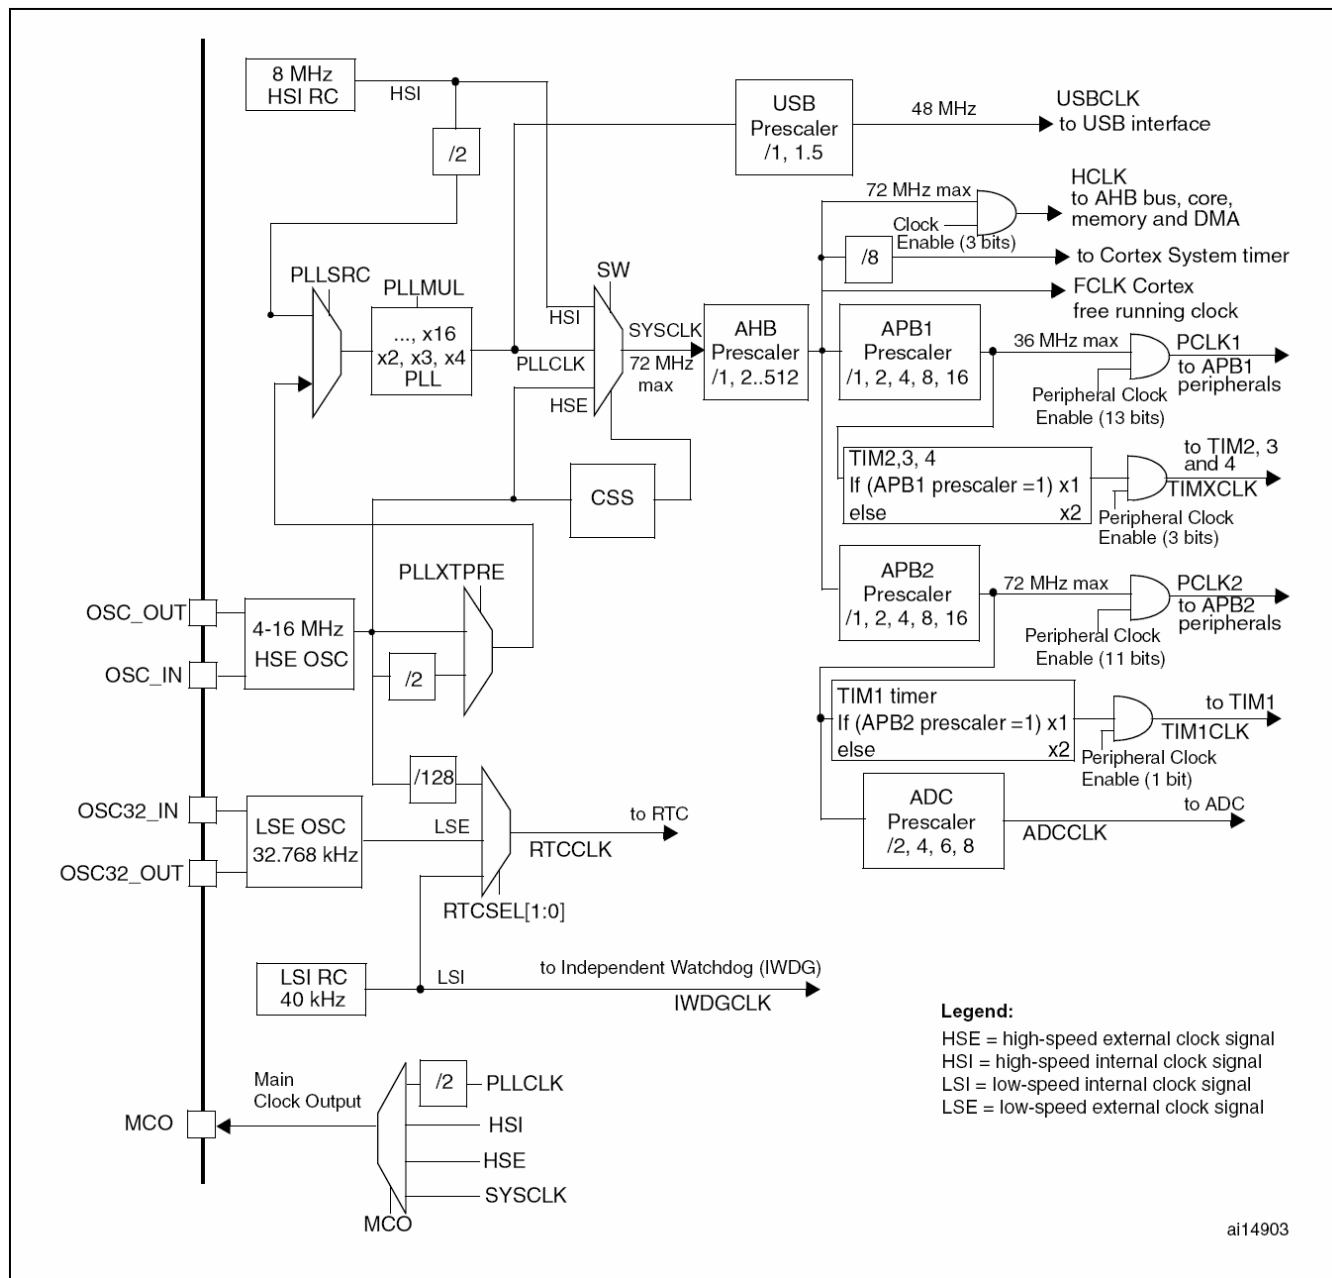 8 MHz
HSI RC
HSI
/2
USB
Prescaler
/1, 1.5
48 MHz
USBCLK
to USB interface
72 MHz max
Clock
Enable (3 bits)
HCLK
to AHB bus, core,
memory and DMA
/8
to Cortex System timer
FCLK Cortex
free running clock
PLLSRC
PLLMUL
..., x16
x2, x3, x4
PLL
PLLCLK
SW
HSI
HSE
SYSCLK
72 MHz
max
AHB
Prescaler
/1, 2..512
APB1
Prescaler
/1, 2, 4, 8, 16
36 MHz max
PCLK1
to APB1
peripherals
Peripheral Clock
Enable (13 bits)
TIM2,3, 4
If (APB1 prescaler =1) x1
else x2
to TIM2, 3
and 4
TIMXCLK
Peripheral Clock
Enable (3 bits)
CSS
APB2
Prescaler
/1, 2, 4, 8, 16
72 MHz max
PCLK2
to APB2
peripherals
Peripheral Clock
Enable (11 bits)
TIM1 timer
If (APB2 prescaler =1) x1
else x2
to TIM1
TIM1CLK
Peripheral Clock
Enable (1 bit)
ADC
Prescaler
/2, 4, 6, 8
to ADC
ADCCLK
OSC_OUT
OSC_IN
4-16 MHz
HSE OSC
PLLXTPRE
/2
/128
OSC32_IN
OSC32_OUT
LSE OSC
32.768 kHz
LSE
to RTC
RTCCLK
RTCSEL[1:0]
LSI RC
40 kHz
LSI
to Independent Watchdog (IWDG)
IWDGCLK
Main
Clock Output
MCO
/2
PLLCLK
HSI
HSE
SYSCLK
MCO
Legend:
HSE = high-speed external clock signal
HSI = high-speed internal clock signal
LSI = low-speed internal clock signal
LSE = low-speed external clock signal
ai14903